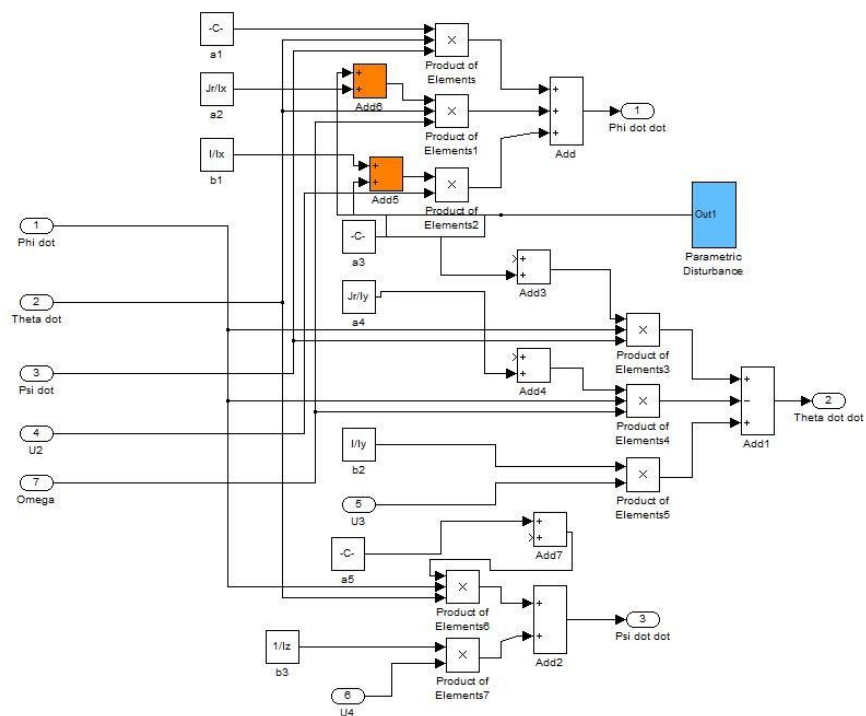 -C-
a1
Product of
Elements
+
+
+
Add
1
Phi dot dot
Jr/Ix
a2
+
+
Add6
Product of
Elements1
I/Ix
b1
+
+
Add5
Product of
Elements2
Out1
Parametric
Disturbance
1
Phi dot
-C-
a3
+
+
Add3
Jr/Iy
a4
2
Theta dot
Product of
Elements3
3
Psi dot
+
+
Add4
Product of
Elements4
+
−
+
Add1
2
Theta dot dot
4
U2
I/Iy
b2
Product of
Elements5
7
Omega
5
U3
-C-
a5
+
+
Add7
Product of
Elements6
+
+
Add2
3
Psi dot dot
1/Iz
b3
Product of
Elements7
6
U4